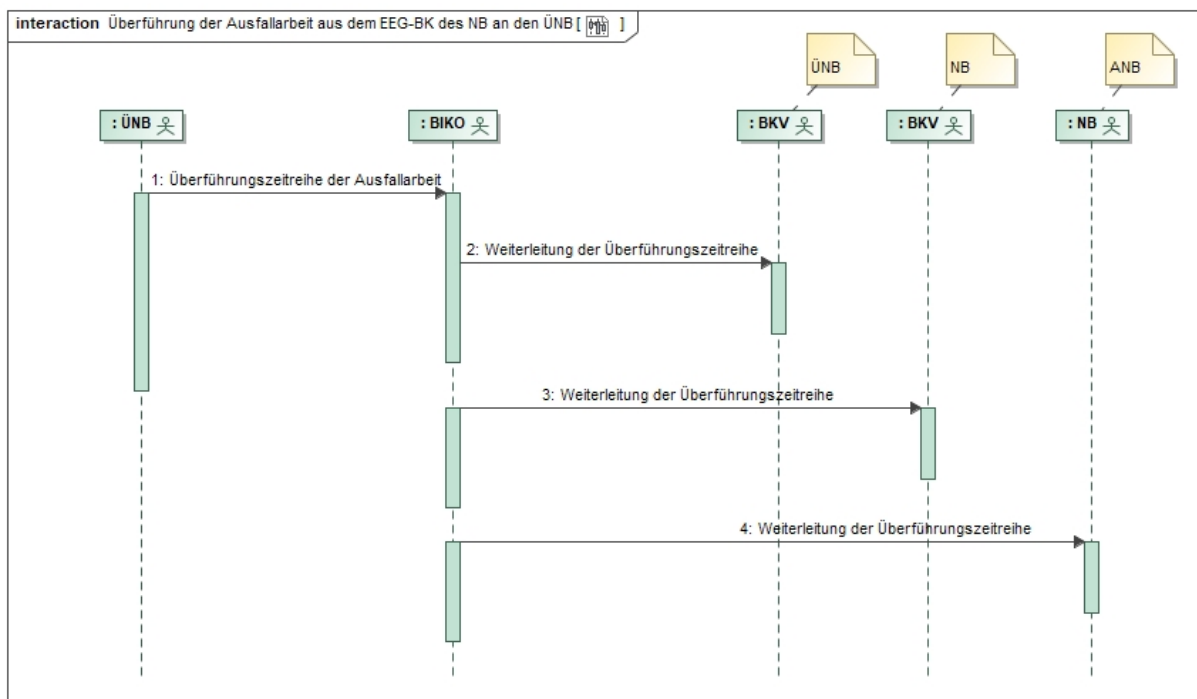 interaction Überführung der Ausfallarbeit aus dem EEG-BK des NB an den ÜNB [ ]
ÜNB
NB
ANB
: ÜNB
: BIKO
: BKV
: BKV
: NB
1: Überführungszeitreihe der Ausfallarbeit
2: Weiterleitung der Überführungszeitreihe
3: Weiterleitung der Überführungszeitreihe
4: Weiterleitung der Überführungszeitreihe